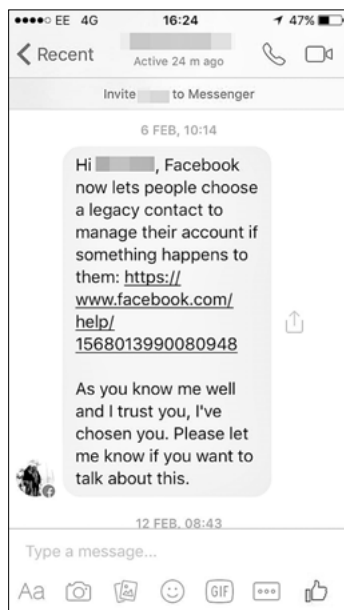 EE 4G 16:24 47%
Recent
Active 24 m ago
Invite to Messenger
6 FEB, 10:14
Hi , Facebook
now lets people choose
a legacy contact to
manage their account if
something happens to
them: https://
www.facebook.com/
help/
1568013990080948
As you know me well
and I trust you, I've
chosen you. Please let
me know if you want to
talk about this.
12 FEB, 08:43
Type a message...
Aa GIF